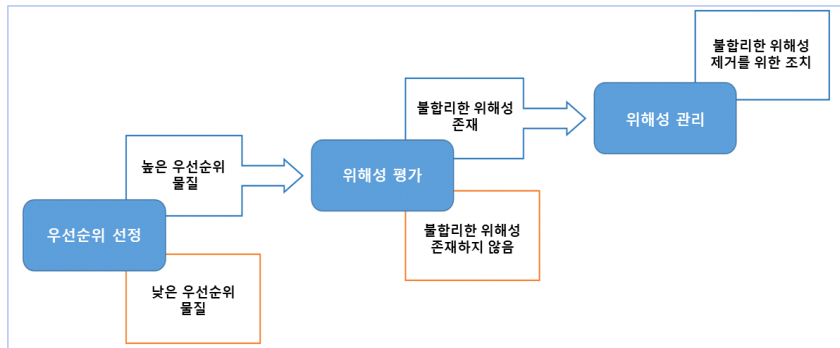 우선순위 선정
높은 우선순위
물질
낮은 우선순위
물질
위해성 평가
불합리한 위해성
존재
불합리한 위해성
존재하지 않음
위해성 관리
불합리한 위해성
제거를 위한 조치